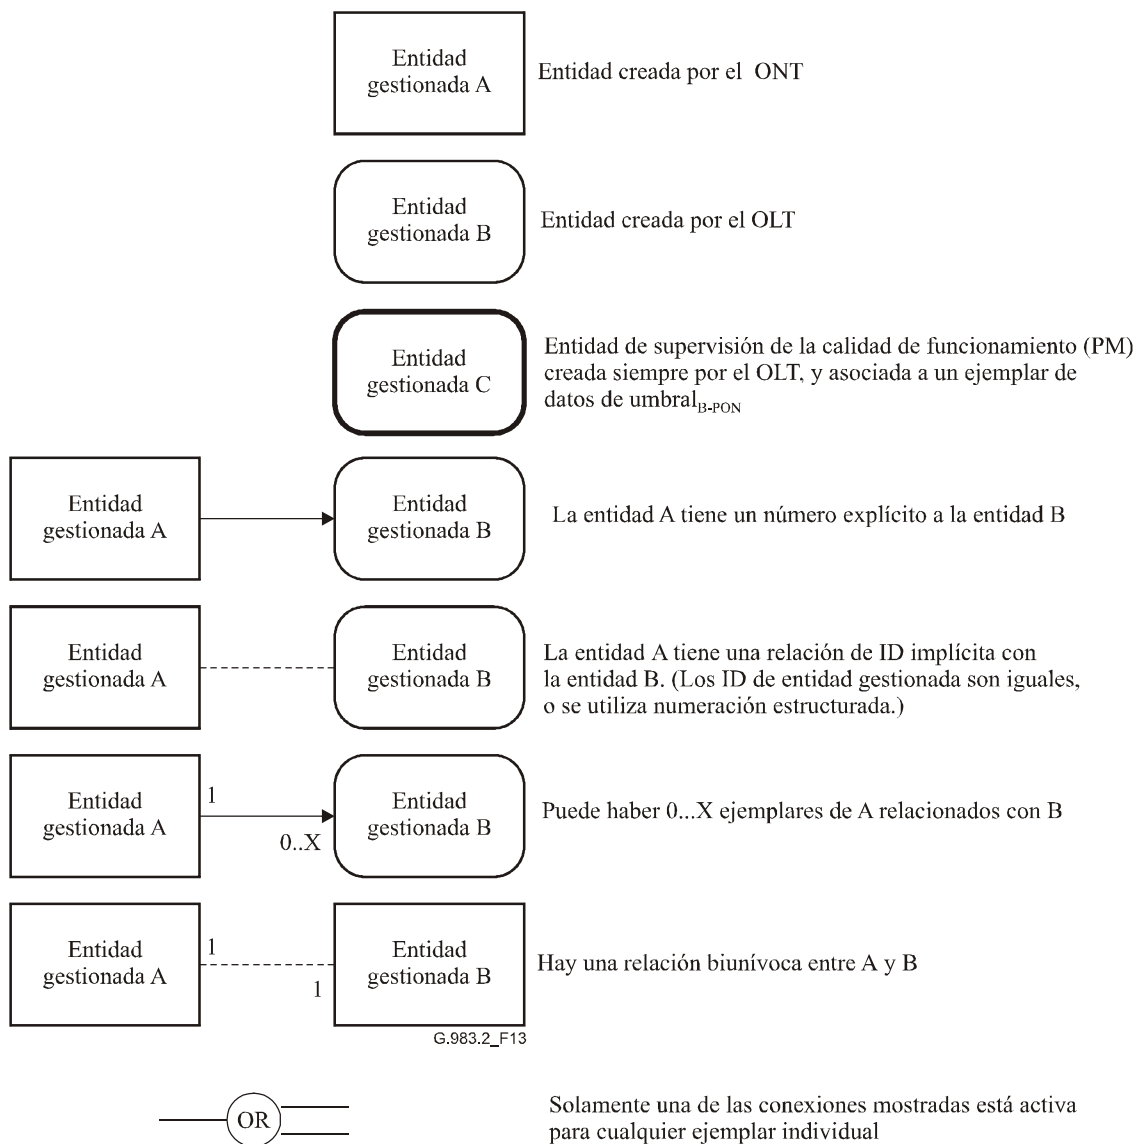 Entidad
gestionada A
Entidad creada por el ONT
Entidad
gestionada B
Entidad creada por el OLT
Entidad
gestionada C
Entidad de supervisión de la calidad de funcionamiento (PM)
creada siempre por el OLT, y asociada a un ejemplar de
datos de umbral B-PON
Entidad
gestionada A
Entidad
gestionada B
La entidad A tiene un número explícito a la entidad B
Entidad
gestionada A
Entidad
gestionada B
La entidad A tiene una relación de ID implícita con
la entidad B. (Los ID de entidad gestionada son iguales,
o se utiliza numeración estructurada.)
Entidad
gestionada A
1
0..X
Entidad
gestionada B
Puede haber 0...X ejemplares de A relacionados con B
Entidad
gestionada A
1
1
Entidad
gestionada B
Hay una relación biunívoca entre A y B
G.983.2_F13
OR
Solamente una de las conexiones mostradas está activa
para cualquier ejemplar individual